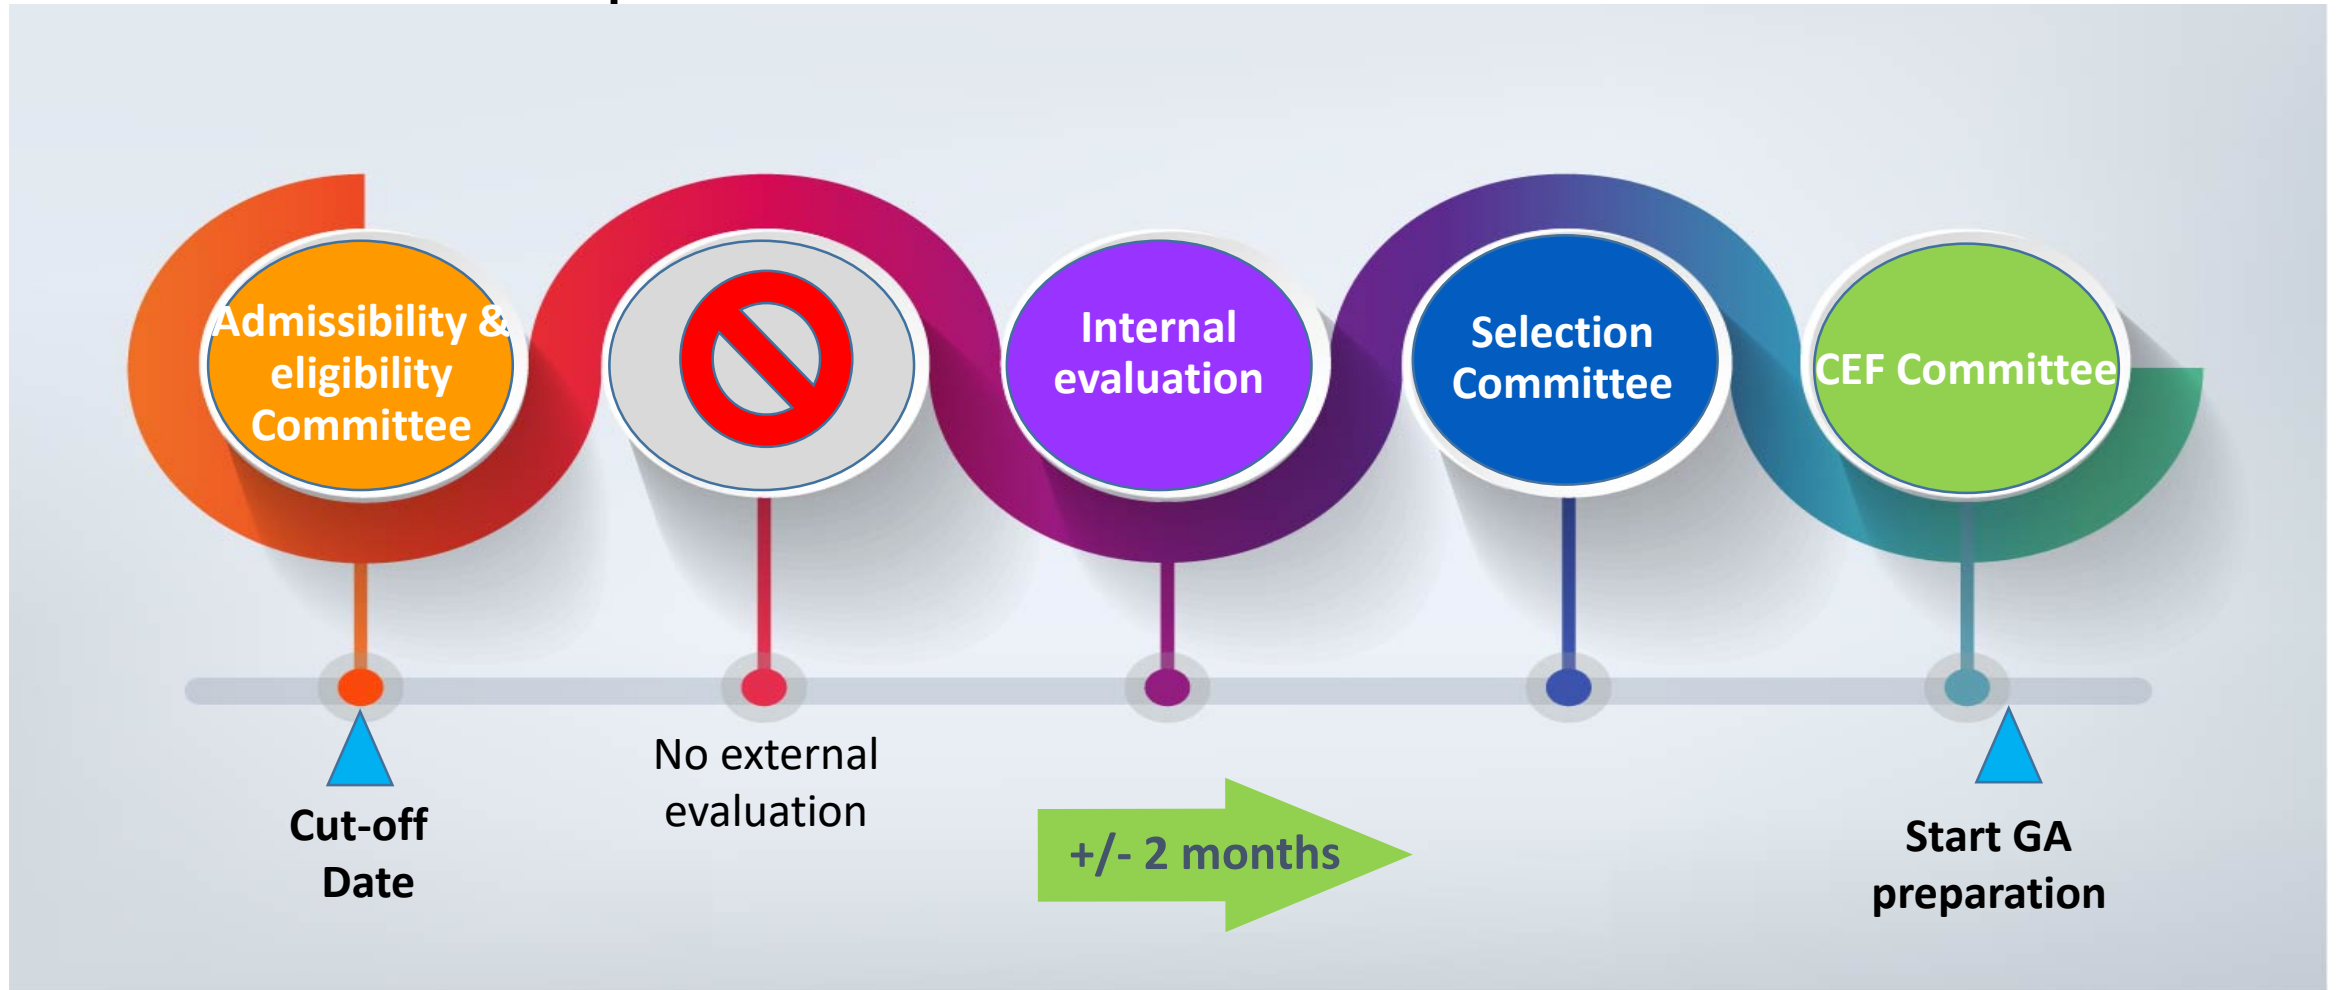 Admissibility &
eligibility
Committee
Internal
evaluation
Selection
Committee
CEF Committee
Cut-off
Date
No external
evaluation
+/- 2 months
Start GA
preparation